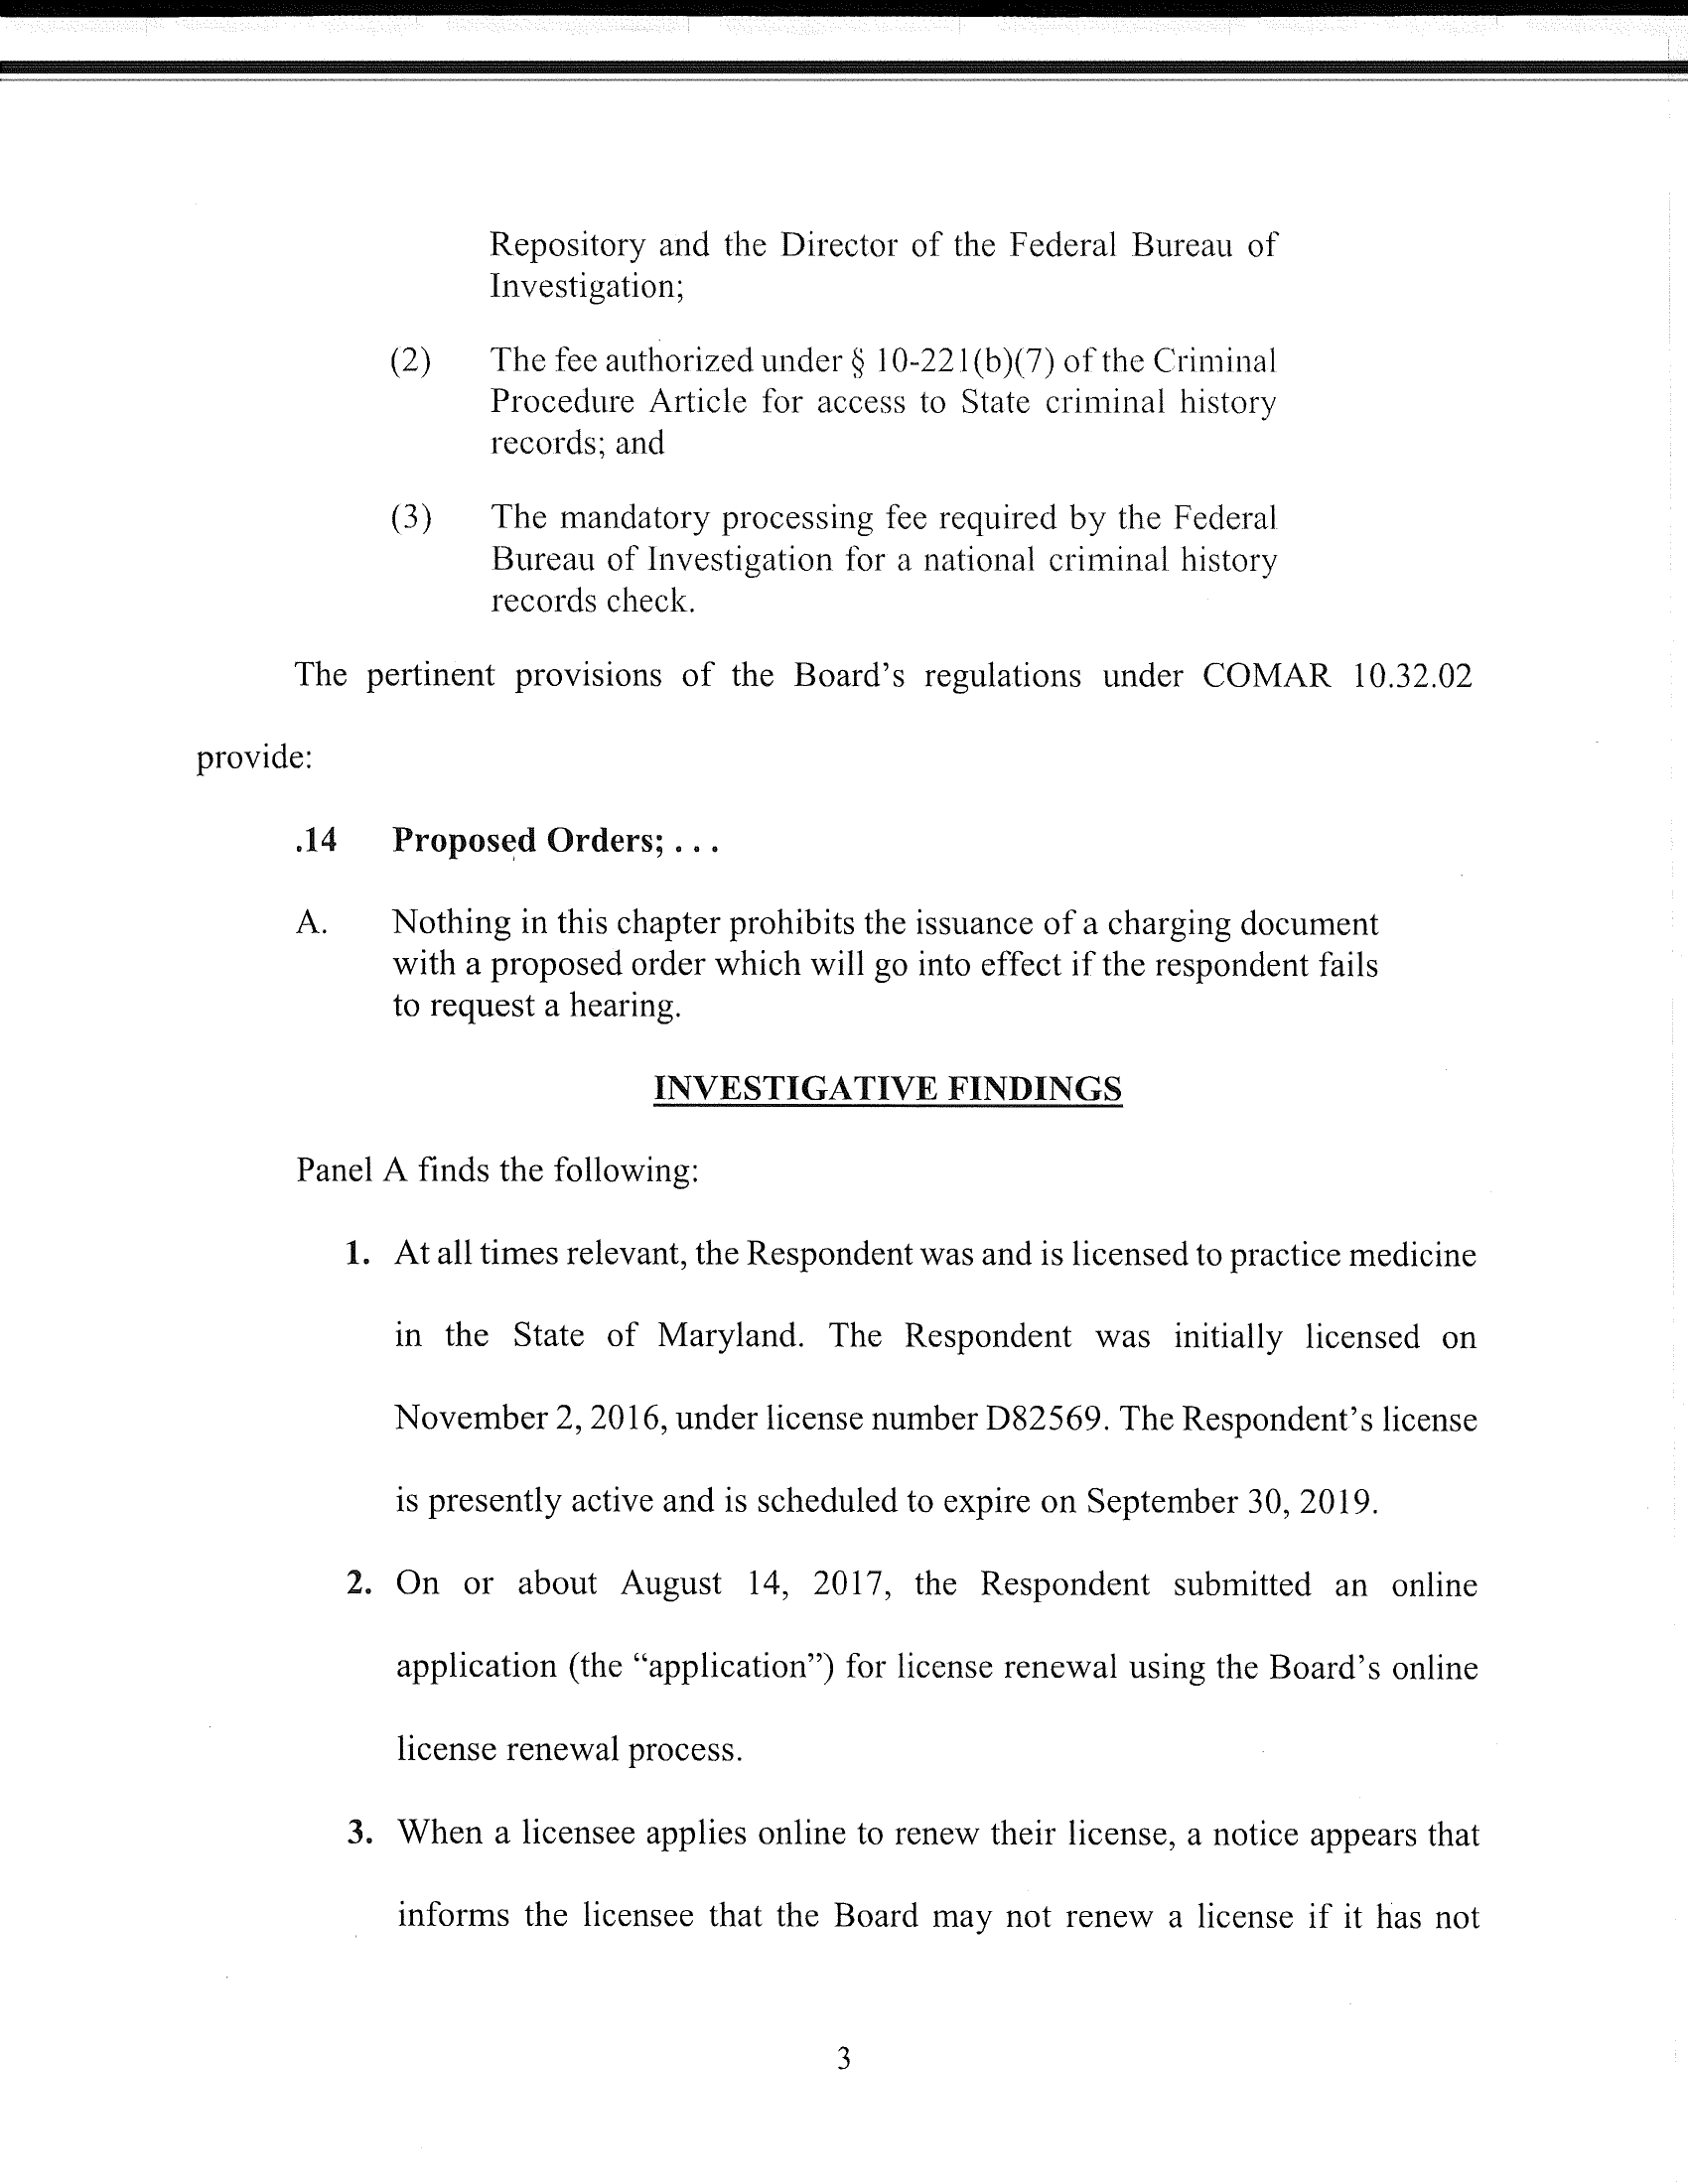 Repository and the Director of the Federal Bureau of
Investigation;
(2) The fee authorized under § 10-221(b)(7) of the Criminal
Procedure Article for access to State criminal history
records; and
(3) The mandatory processing fee required by the Federal
Bureau of Investigation for a national criminal history
records check.
The pertinent provisions of the Board's regulations under COMAR 10.32.02
provide:
.14 Proposed Orders; . . .
A. Nothing in this chapter prohibits the issuance of a charging document
with a proposed order which will go into effect if the respondent fails
to request a hearing.
INVESTIGATIVE FINDINGS
Panel A finds the following:
1. At all times relevant, the Respondent was and is licensed to practice medicine
in the State of Maryland. The Respondent was initially licensed on
November 2, 2016, under license number D82569. The Respondent's license
is presently active and is scheduled to expire on September 30, 2019.
2. On or about August 14, 2017, the Respondent submitted an online
application (the “application”) for license renewal using the Board's online
license renewal process.
3. When a licensee applies online to renew their license, a notice appears that
informs the licensee that the Board may not renew a license if it has not
3